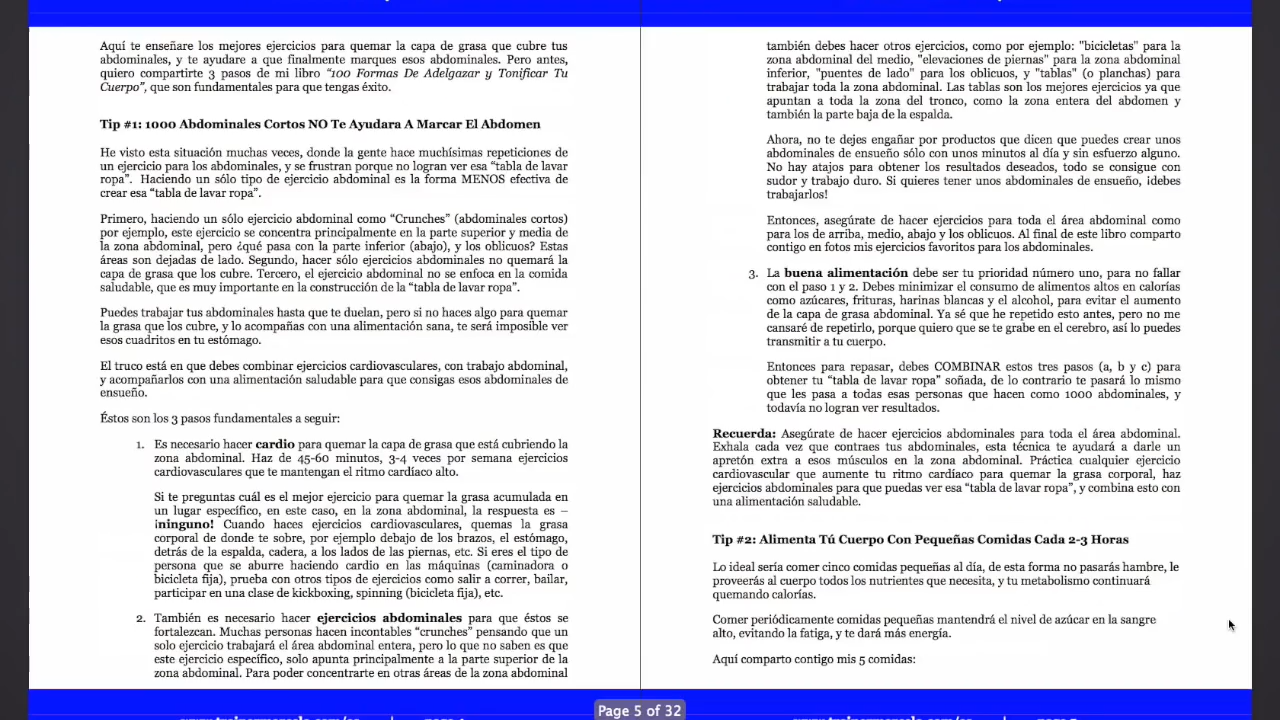 Aquí te enseñare los mejores ejercicios para quemar la capa de grasa que cubre tus
abdominales, y te ayudare a que finalmente marques esos abdominales. Pero antes,
quiero compartirte 3 pasos de mi libro “100 Formas De Adelgazar y Tonificar Tu
Cuerpo”, que son fundamentales para que tengas éxito.
Tip #1: 1000 Abdominales Cortos NO Te Ayudara A Marcar El Abdomen
He visto esta situación muchas veces, donde la gente hace muchísimas repeticiones de
un ejercicio para los abdominales, y se frustran porque no logran ver esa “tabla de lavar
ropa”. Haciendo un sólo tipo de ejercicio abdominal es la forma MENOS efectiva de
crear esa “tabla de lavar ropa”.
Primero, haciendo un sólo ejercicio abdominal como “Crunches” (abdominales cortos)
por ejemplo, este ejercicio se concentra principalmente en la parte superior y media de
la zona abdominal, pero ¿qué pasa con la parte inferior (abajo), y los oblicuos? Estas
áreas son dejadas de lado. Segundo, hacer sólo ejercicios abdominales no quemará la
capa de grasa que los cubre. Tercero, el ejercicio abdominal no se enfoca en la comida
saludable, que es muy importante en la construcción de la “tabla de lavar ropa”.
Puedes trabajar tus abdominales hasta que te duelan, pero si no haces algo para quemar
la grasa que los cubre, y lo acompañas con una alimentación sana, te será imposible ver
esos cuadritos en tu estómago.
El truco está en que debes combinar ejercicios cardiovasculares, con trabajo abdominal,
y acompañarlos con una alimentación saludable para que consigas esos abdominales de
ensueño.
Éstos son los 3 pasos fundamentales a seguir:
1. Es necesario hacer cardio para quemar la capa de grasa que está cubriendo la
zona abdominal. Haz de 45-60 minutos, 3-4 veces por semana ejercicios
cardiovasculares que te mantengan el ritmo cardíaco alto.
Si te preguntas cuál es el mejor ejercicio para quemar la grasa acumulada en
un lugar específico, en este caso, en la zona abdominal, la respuesta es –
¡ninguno! Cuando haces ejercicios cardiovasculares, quemas la grasa
corporal de donde te sobre, por ejemplo debajo de los brazos, el estómago,
detrás de la espalda, cadera, a los lados de las piernas, etc. Si eres el tipo de
persona que se aburre haciendo cardio en las máquinas (caminadora o
bicicleta fija), prueba con otros tipos de ejercicios como salir a correr, bailar,
participar en una clase de kickboxing, spinning (bicicleta fija), etc.
2. También es necesario hacer ejercicios abdominales para que éstos se
fortalezcan. Muchas personas hacen incontables “crunches” pensando que un
solo ejercicio trabajará el área abdominal entera, pero lo que no saben es que
este ejercicio específico, solo apunta principalmente a la parte superior de la
zona abdominal. Para poder concentrarte en otras áreas de la zona abdominal
también debes hacer otros ejercicios, como por ejemplo: "bicicletas” para la
zona abdominal del medio, "elevaciones de piernas” para la zona abdominal
inferior, "puentes de lado” para los oblicuos, y "tablas” (o planchas) para
trabajar toda la zona abdominal. Las tablas son los mejores ejercicios ya que
apuntan a toda la zona del tronco, como la zona entera del abdomen y
también la parte baja de la espalda.
Ahora, no te dejes engañar por productos que dicen que puedes crear unos
abdominales de ensueño sólo con unos minutos al día y sin esfuerzo alguno.
No hay atajos para obtener los resultados deseados, todo se consigue con
sudor y trabajo duro. Si quieres tener unos abdominales de ensueño, ¡debes
trabajarlos!
Entonces, asegúrate de hacer ejercicios para toda el área abdominal como
para los de arriba, medio, abajo y los oblicuos. Al final de este libro comparto
contigo en fotos mis ejercicios favoritos para los abdominales.
3. La buena alimentación debe ser tu prioridad número uno, para no fallar
con el paso 1 y 2. Debes minimizar el consumo de alimentos altos en calorías
como azúcares, frituras, harinas blancas y el alcohol, para evitar el aumento
de la capa de grasa abdominal. Ya sé que he repetido esto antes, pero no me
cansaré de repetirlo, porque quiero que se te grabe en el cerebro, así lo puedes
transmitir a tu cuerpo.
Entonces para repasar, debes COMBINAR estos tres pasos (a, b y c) para
obtener tu “tabla de lavar ropa” soñada, de lo contrario te pasará lo mismo
que les pasa a todas esas personas que hacen como 1000 abdominales, y
todavía no logran ver resultados.
Recuerda: Asegúrate de hacer ejercicios abdominales para toda el área abdominal.
Exhala cada vez que contraes tus abdominales, esta técnica te ayudará a darle un
apretón extra a esos músculos en la zona abdominal. Práctica cualquier ejercicio
cardiovascular que aumente tu ritmo cardíaco para quemar la grasa corporal, haz
ejercicios abdominales para que puedas ver esa “tabla de lavar ropa”, y combina esto con
una alimentación saludable.
Tip #2: Alimenta Tú Cuerpo Con Pequeñas Comidas Cada 2-3 Horas
Lo ideal sería comer cinco comidas pequeñas al día, de esta forma no pasarás hambre, le
proveerás al cuerpo todos los nutrientes que necesita, y tu metabolismo continuará
quemando calorías.
Comer periódicamente comidas pequeñas mantendrá el nivel de azúcar en la sangre
alto, evitando la fatiga, y te dará más energía.
Aquí comparto contigo mis 5 comidas:
Page 5 of 32